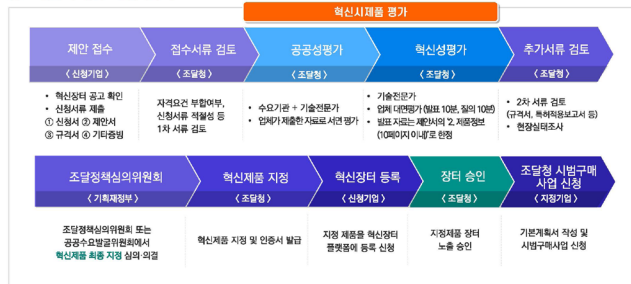 혁신시제품 평가
제안 접수
<신청기업>
접수서류 검토
<조달청>
공공성평가
<조달청>
혁신성평가
<조달청>
추가서류 검토
<조달청>
• 혁신장터 공고 확인
• 신청서류 제출
① 신청서 ② 제안서
③ 규격서 ④ 기타증빙
자격요건 부합여부,
신청서류 적절성 등
1차 서류 검토
• 수요기관 + 기술전문가
• 업체가 제출한 자료로 서면 평가
• 기술전문가
• 업체 대면평가 (발표 10분, 질의 10분)
• 발표 자료는 제안서의 '2. 제품정보
(10페이지 이내)'로 한정
• 2차 서류 검토
(규격서, 특허적용보고서 등)
• 현장실태조사
조달정책심의위원회
<기획재정부>
혁신제품 지정
<조달청>
혁신장터 등록
<신청기업>
장터 승인
<조달청>
조달청 시범구매
사업 신청
<지정기업>
조달정책심의위원회 또는
공공수요발굴위원회에서
혁신제품 최종 지정 심의·의결
혁신제품 지정 및 인증서 발급
지정 제품을 혁신장터
플랫폼에 등록 신청
지정제품 장터
노출 승인
기본계획서 작성 및
시범구매사업 신청